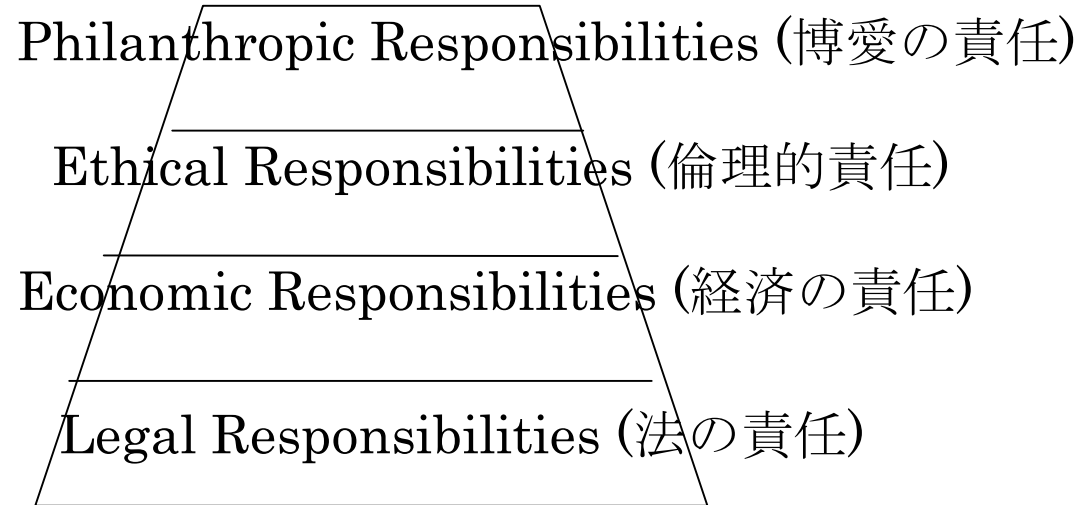 Philanthropic Responsibilities (博愛の責任)
Ethical Responsibilities (倫理的責任)
Economic Responsibilities (経済の責任)
Legal Responsibilities (法の責任)